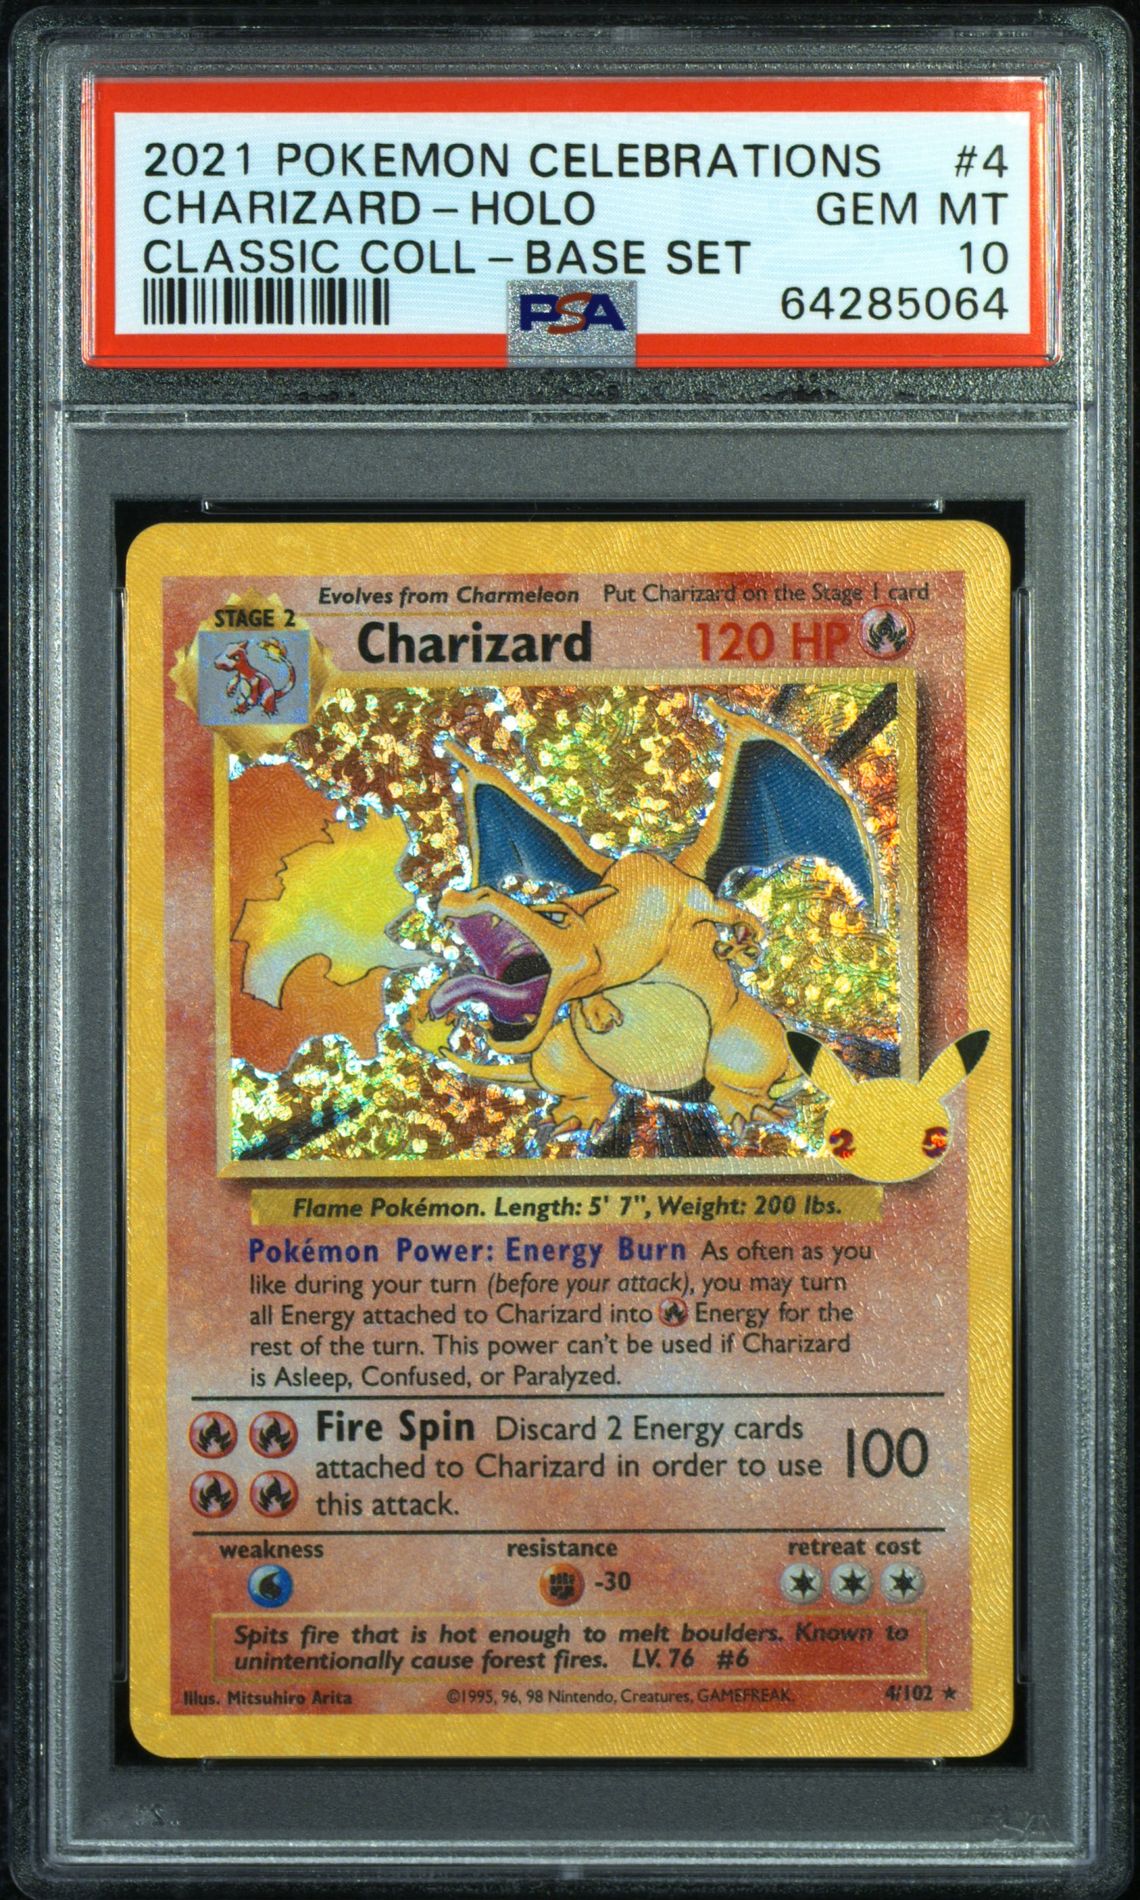 2021 POKEMON CELEBRATIONS #4
CHARIZARD-HOLO GEM MT
CLASSIC COLL-BASE SET 10
PSA 64285064
Evolves from Charmeleon Put Charizard on the Stage 1 card
STAGE 2
Charizard 120 HP
25
Flame Pokémon. Length: 5' 7", Weight: 200 lbs.
Pokémon Power: Energy Burn As often as you
like during your turn (before your attack), you may turn
all Energy attached to Charizard into Energy for the
rest of the turn. This power can't be used if Charizard
is Asleep, Confused, or Paralyzed.
Fire Spin Discard 2 Energy cards
attached to Charizard in order to use 100
this attack.
weakness resistance retreat cost
-30
Spits fire that is hot enough to melt boulders. Known to
unintentionally cause forest fires. LV. 76 #6
Illus. Mitsuhiro Arita ©1995, 96, 98 Nintendo, Creatures, GAMEFREAK. 4/102 ★